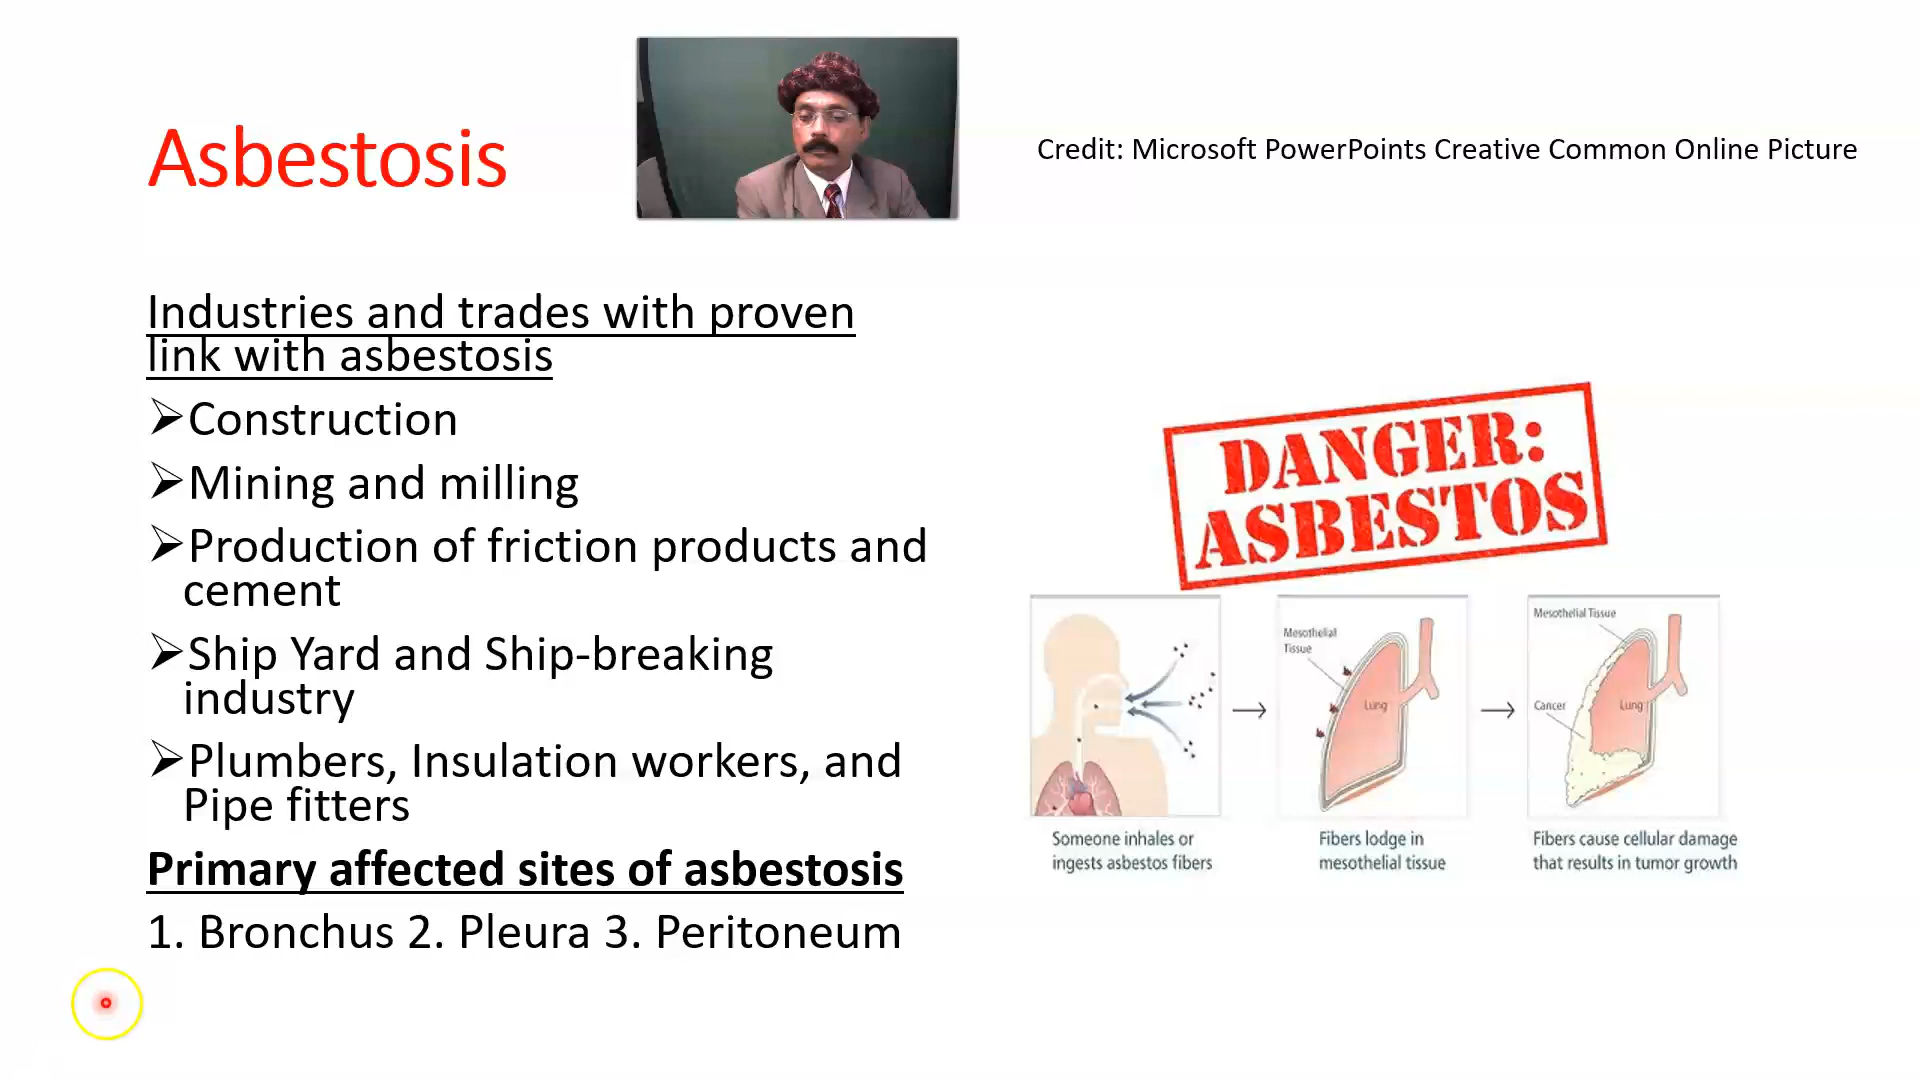 Asbestosis
Credit: Microsoft PowerPoints Creative Common Online Picture
Industries and trades with proven
link with asbestosis
➢Construction
➢Mining and milling
➢Production of friction products and
cement
➢Ship Yard and Ship-breaking
industry
➢Plumbers, Insulation workers, and
Pipe fitters
Primary affected sites of asbestosis
1. Bronchus 2. Pleura 3. Peritoneum
DANGER:
ASBESTOS
Someone inhales or
ingests asbestos fibers
Mesothelial
Tissue
Lung
Fibers lodge in
mesothelial tissue
Mesothelial Tissue
Cancer
Lung
Fibers cause cellular damage
that results in tumor growth